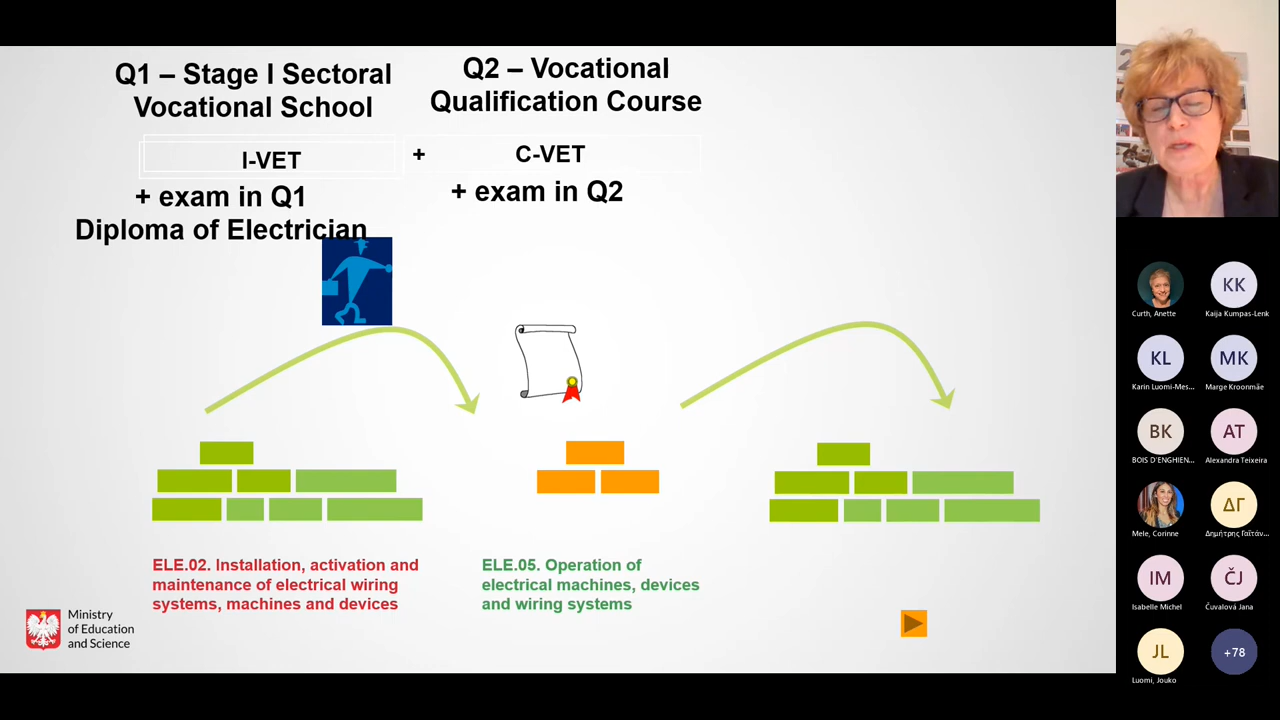 Q1 – Stage I Sectoral
Vocational School
Q2 – Vocational
Qualification Course
I-VET
+
C-VET
+ exam in Q1
Diploma of Electrician
+ exam in Q2
ELE.02. Installation, activation and
maintenance of electrical wiring
systems, machines and devices
ELE.05. Operation of
electrical machines, devices
and wiring systems
Ministry
of Education
and Science
Curth, Anette
KK
Kaija Kumpas-Lenk
KL
Karin Luomi-Mes...
MK
Marge Kroonmäe
BK
BOIS D'ENGHIEN...
AT
Alexandra Teixeira
Mele, Corinne
ΔΓ
Δημήτρης Γαϊτάν...
IM
Isabelle Michel
ČJ
Čuvalová Jana
JL
Luomi, Jouko
+78